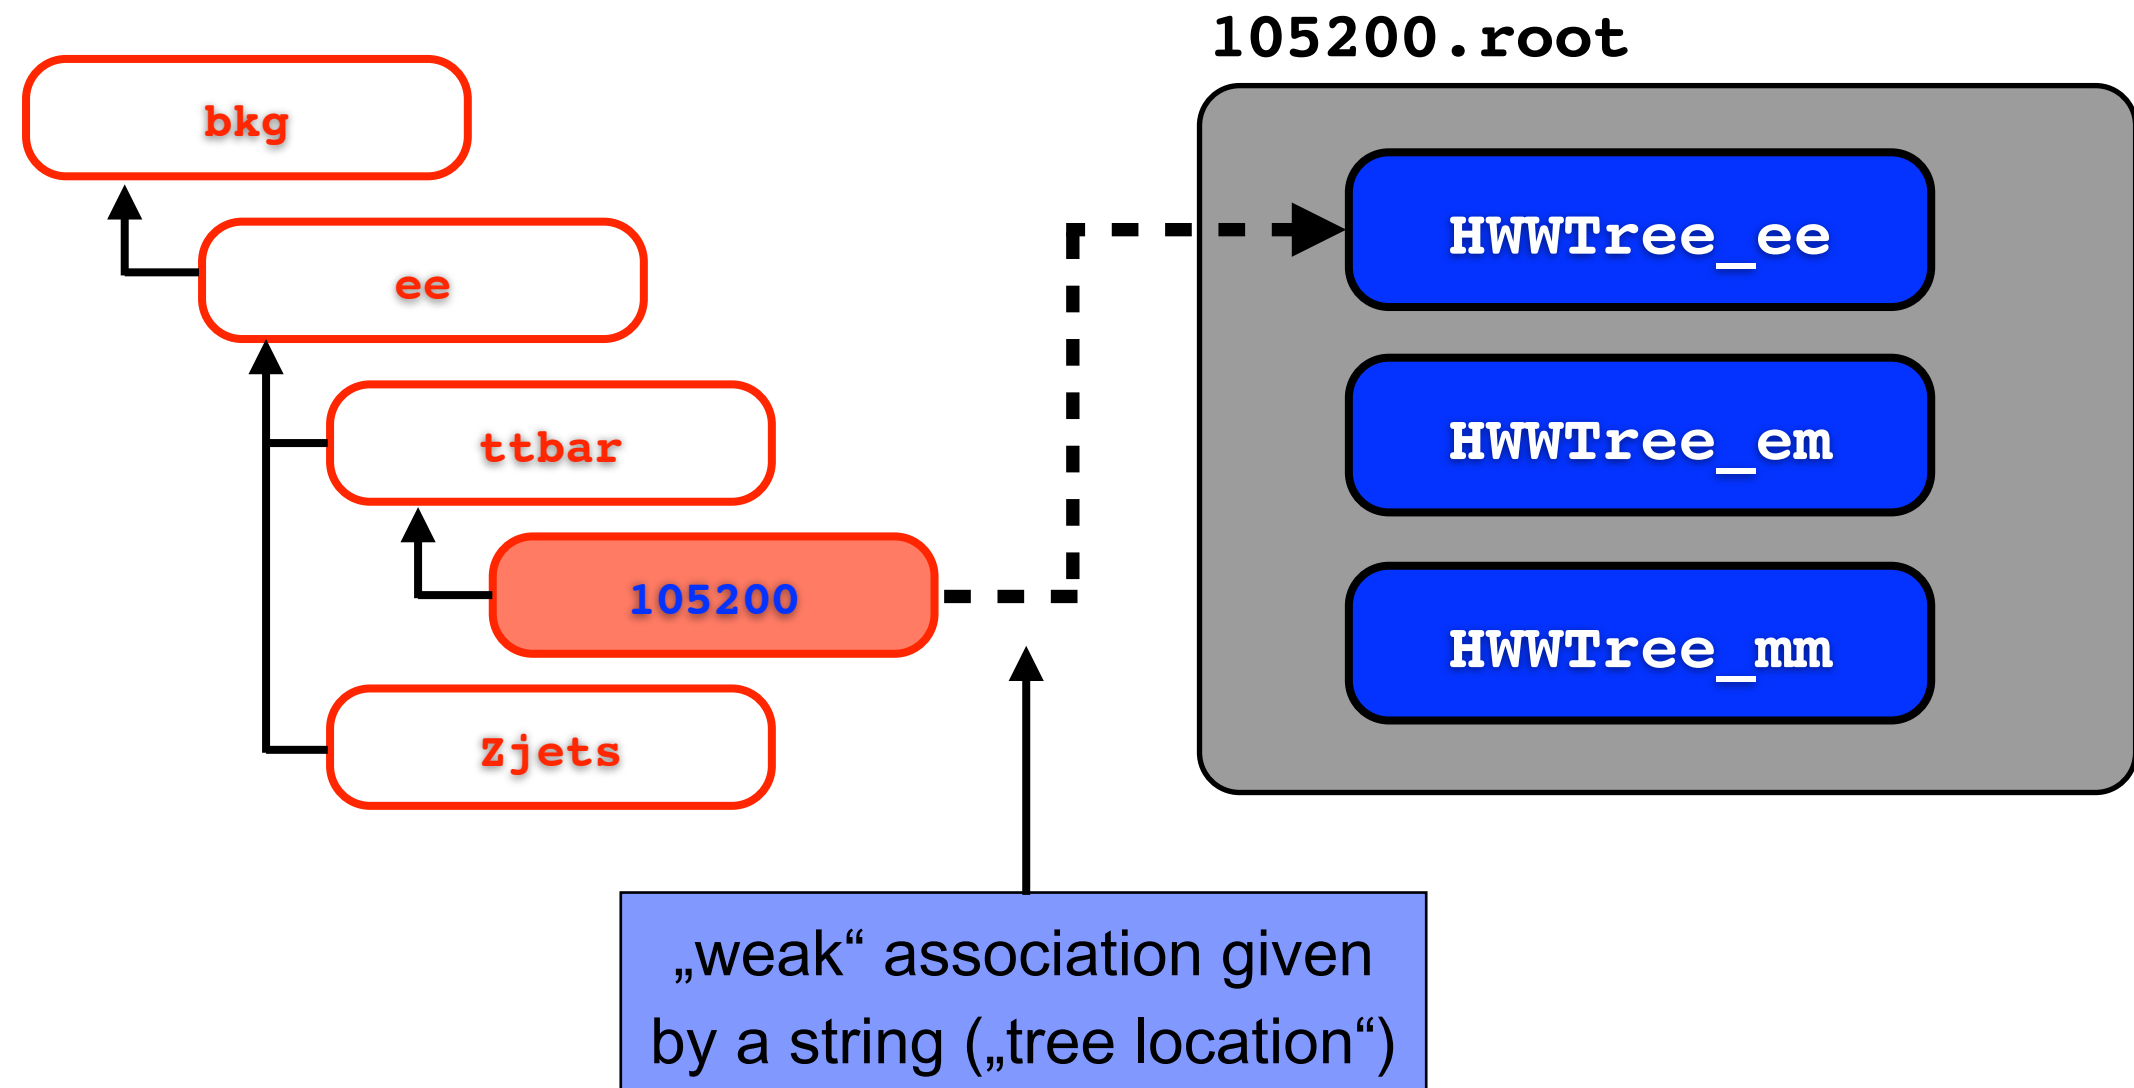 105200.root
bkg
ee
ttbar
105200
Zjets
HWWTree_ee
HWWTree_em
HWWTree_mm
„weak“ association given
by a string („tree location“)